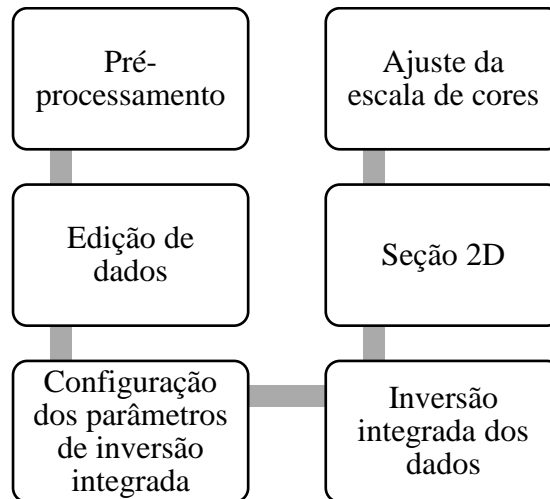 Pré-
processamento
Edição de
dados
Configuração
dos parâmetros
de inversão
integrada
Inversão
integrada dos
dados
Seção 2D
Ajuste da
escala de cores